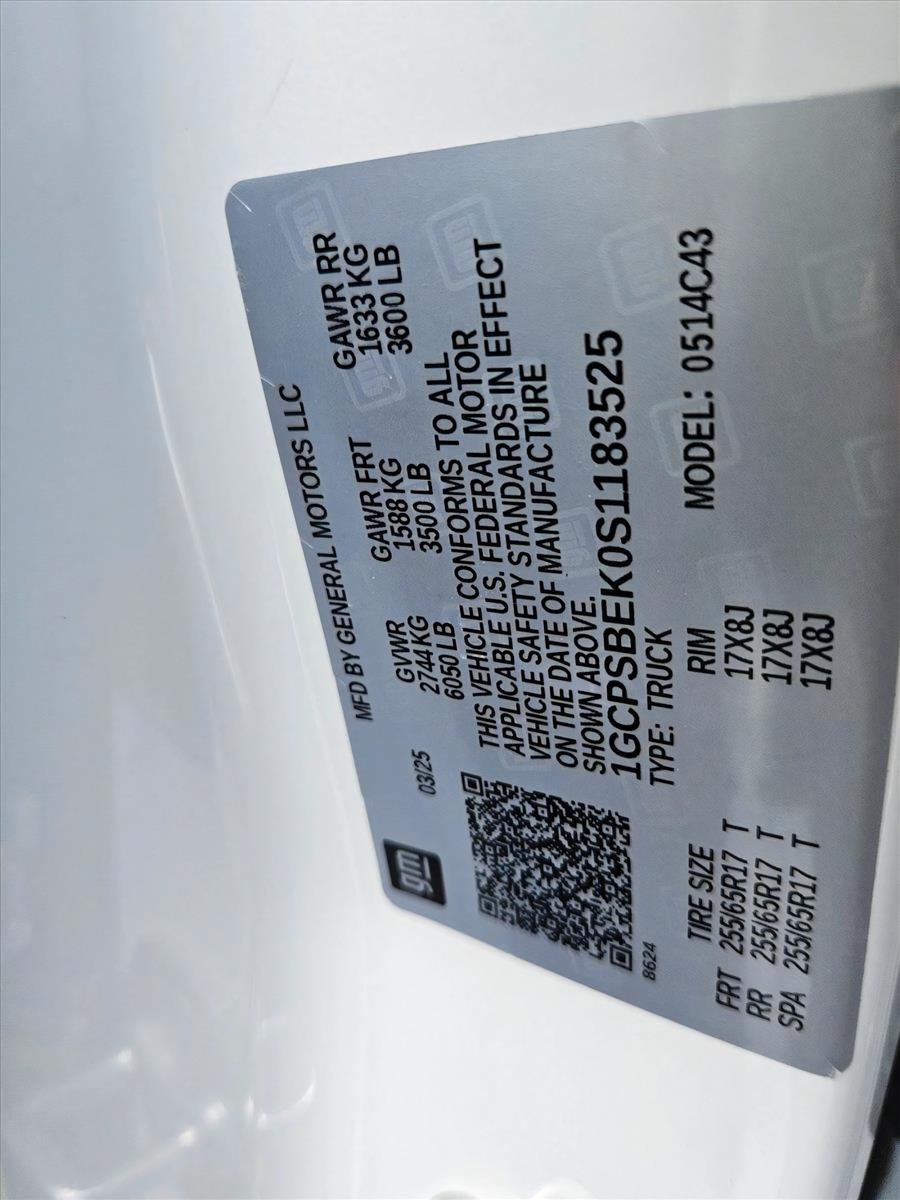 gm
MFD BY GENERAL MOTORS LLC
03/25
GVWR GAWR FRT GAWR RR
2744 KG 1588 KG 1633 KG
6050 LB 3500 LB 3600 LB
THIS VEHICLE CONFORMS TO ALL
APPLICABLE U.S. FEDERAL MOTOR
VEHICLE SAFETY STANDARDS IN EFFECT
ON THE DATE OF MANUFACTURE
SHOWN ABOVE.
1GCPSBEK0S1183525
8624
TYPE: TRUCK
MODEL: 0514C43
TIRE SIZE RIM
FRT 255/65R17 T 17X8J
RR 255/65R17 T 17X8J
SPA 255/65R17 T 17X8J